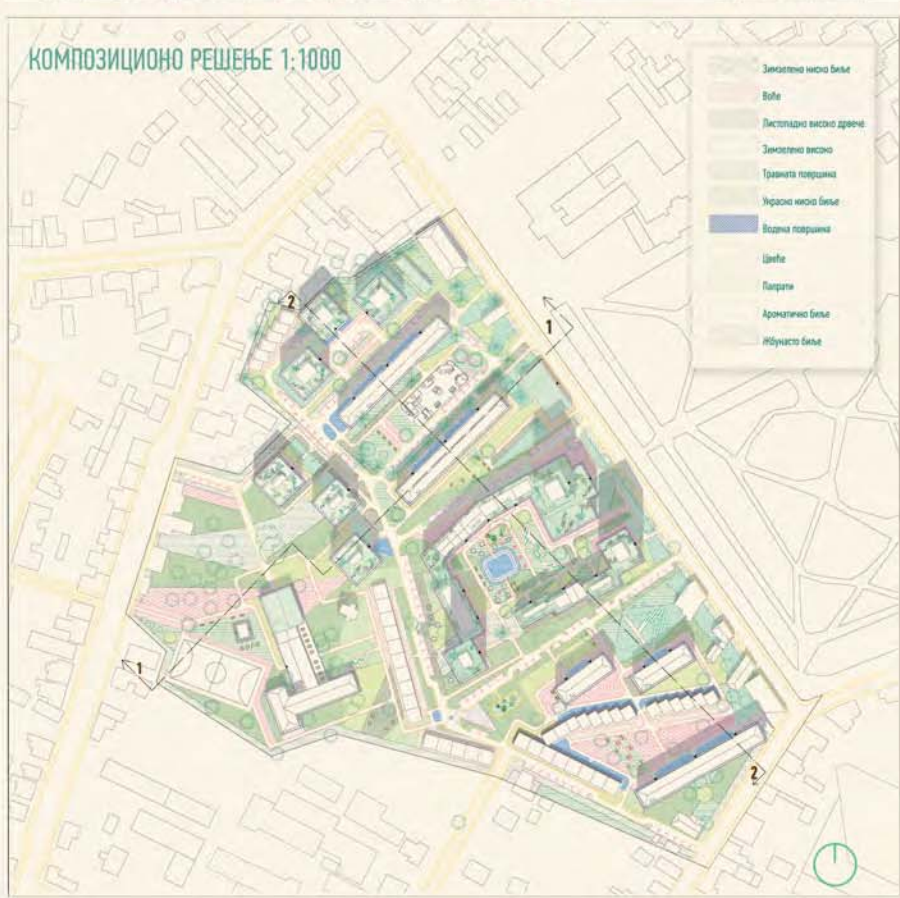 КОМПОЗИЦИОНО РЕШЕЊЕ 1:1000
Зимзелено ниско биље
Воће
Листопадно високо дрвече
Зимзелено високо
Травната површина
Украсно ниско биље
Водена површина
Цвеће
Папрати
Ароматично биље
Жбунасто биље
2
1
1
2